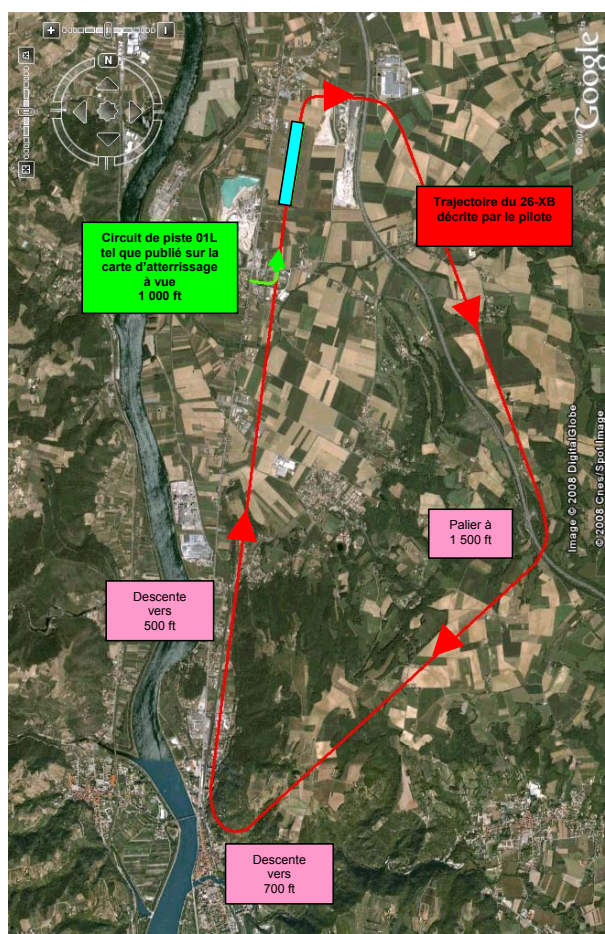 N
Google
© 2007
Trajectoire du 26-XB
décrite par le pilote
Circuit de piste 01L
tel que publié sur la
carte d'atterrissage
à vue
1 000 ft
Image © 2008 DigitalGlobe
© 2008 Cnes/Spot Image
Palier à
1 500 ft
Descente
vers
500 ft
Descente
vers
700 ft